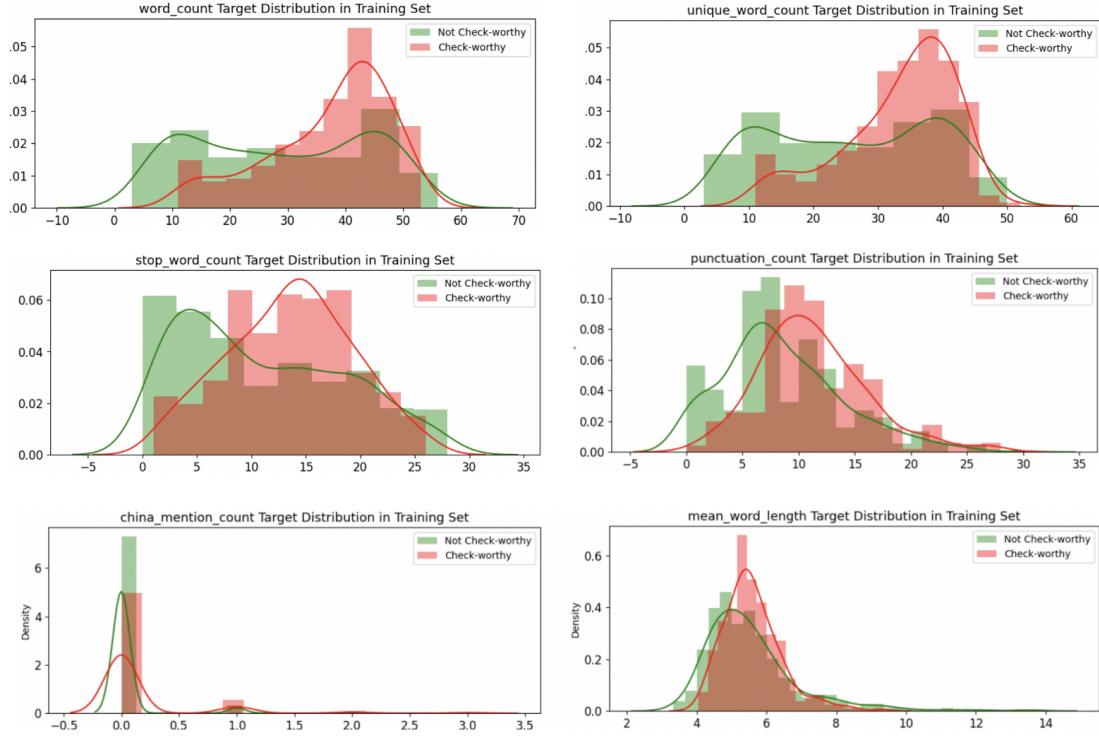 word_count Target Distribution in Training Set
Not Check-worthy
Check-worthy
.05
.04
.03
.02
.01
.00
-10 0 10 20 30 40 50 60 70
unique_word_count Target Distribution in Training Set
Not Check-worthy
Check-worthy
.05
.04
.03
.02
.01
.00
-10 0 10 20 30 40 50 60
stop_word_count Target Distribution in Training Set
Not Check-worthy
Check-worthy
0.06
0.04
0.02
0.00
-5 0 5 10 15 20 25 30 35
punctuation_count Target Distribution in Training Set
Not Check-worthy
Check-worthy
0.10
0.08
0.06
0.04
0.02
0.00
-5 0 5 10 15 20 25 30 35
china_mention_count Target Distribution in Training Set
Not Check-worthy
Check-worthy
Density
6
4
2
0
-0.5 0.0 0.5 1.0 1.5 2.0 2.5 3.0 3.5
mean_word_length Target Distribution in Training Set
Not Check-worthy
Check-worthy
Density
0.6
0.4
0.2
0.0
2 4 6 8 10 12 14